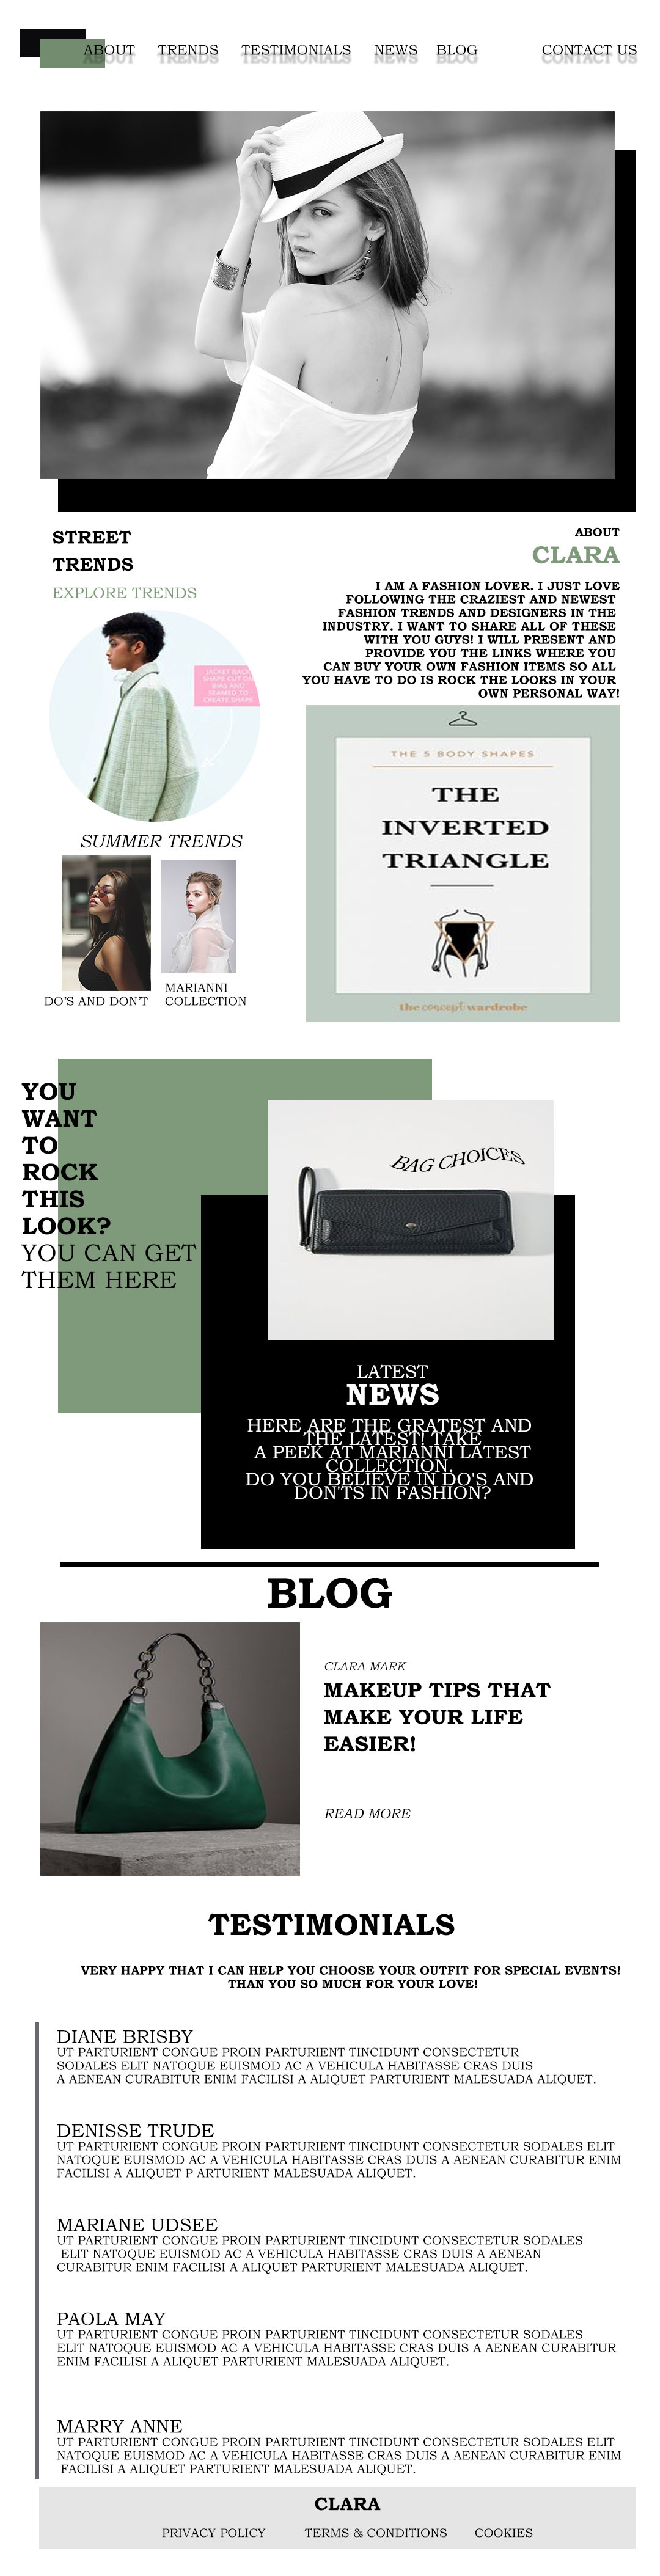 ABOUT TRENDS TESTIMONIALS NEWS BLOG CONTACT US
STREET
TRENDS
EXPLORE TRENDS
JACKET BACK
SHAPE CUT ON
BIAS AND
SEAMED TO
CREATE SHAPE
SUMMER TRENDS
DO'S AND DON'T
MARIANNI
COLLECTION
ABOUT
CLARA
I AM A FASHION LOVER. I JUST LOVE
FOLLOWING THE CRAZIEST AND NEWEST
FASHION TRENDS AND DESIGNERS IN THE
INDUSTRY. I WANT TO SHARE ALL OF THESE
WITH YOU GUYS! I WILL PRESENT AND
PROVIDE YOU THE LINKS WHERE YOU
CAN BUY YOUR OWN FASHION ITEMS SO ALL
YOU HAVE TO DO IS ROCK THE LOOKS IN YOUR
OWN PERSONAL WAY!
THE 5 BODY SHAPES
THE
INVERTED
TRIANGLE
the concept wardrobe
YOU
WANT
TO
ROCK
THIS
LOOK?
YOU CAN GET
THEM HERE
BAG CHOICES
LATEST
NEWS
HERE ARE THE GRATEST AND
THE LATEST! TAKE
A PEEK AT MARIANNI LATEST
COLLECTION.
DO YOU BELIEVE IN DO'S AND
DON'TS IN FASHION?
BLOG
CLARA MARK
MAKEUP TIPS THAT
MAKE YOUR LIFE
EASIER!
READ MORE
TESTIMONIALS
VERY HAPPY THAT I CAN HELP YOU CHOOSE YOUR OUTFIT FOR SPECIAL EVENTS!
THAN YOU SO MUCH FOR YOUR LOVE!
DIANE BRISBY
UT PARTURIENT CONGUE PROIN PARTURIENT TINCIDUNT CONSECTETUR
SODALES ELIT NATOQUE EUISMOD AC A VEHICULA HABITASSE CRAS DUIS
A AENEAN CURABITUR ENIM FACILISI A ALIQUET PARTURIENT MALESUADA ALIQUET.
DENISSE TRUDE
UT PARTURIENT CONGUE PROIN PARTURIENT TINCIDUNT CONSECTETUR SODALES ELIT
NATOQUE EUISMOD AC A VEHICULA HABITASSE CRAS DUIS A AENEAN CURABITUR ENIM
FACILISI A ALIQUET P ARTURIENT MALESUADA ALIQUET.
MARIANE UDSEE
UT PARTURIENT CONGUE PROIN PARTURIENT TINCIDUNT CONSECTETUR SODALES
ELIT NATOQUE EUISMOD AC A VEHICULA HABITASSE CRAS DUIS A AENEAN
CURABITUR ENIM FACILISI A ALIQUET PARTURIENT MALESUADA ALIQUET.
PAOLA MAY
UT PARTURIENT CONGUE PROIN PARTURIENT TINCIDUNT CONSECTETUR SODALES
ELIT NATOQUE EUISMOD AC A VEHICULA HABITASSE CRAS DUIS A AENEAN CURABITUR
ENIM FACILISI A ALIQUET PARTURIENT MALESUADA ALIQUET.
MARRY ANNE
UT PARTURIENT CONGUE PROIN PARTURIENT TINCIDUNT CONSECTETUR SODALES ELIT
NATOQUE EUISMOD AC A VEHICULA HABITASSE CRAS DUIS A AENEAN CURABITUR ENIM
FACILISI A ALIQUET PARTURIENT MALESUADA ALIQUET.
CLARA
PRIVACY POLICY TERMS & CONDITIONS COOKIES